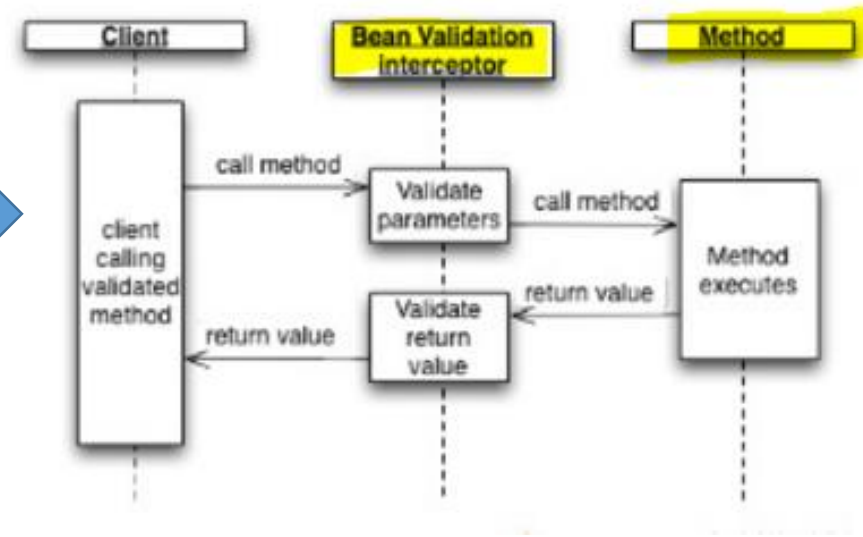 Client
Bean Validation
interceptor
Method
call method
Validate
parameters
call method
client
calling
validated
method
Method
executes
return value
Validate
return
value
return value